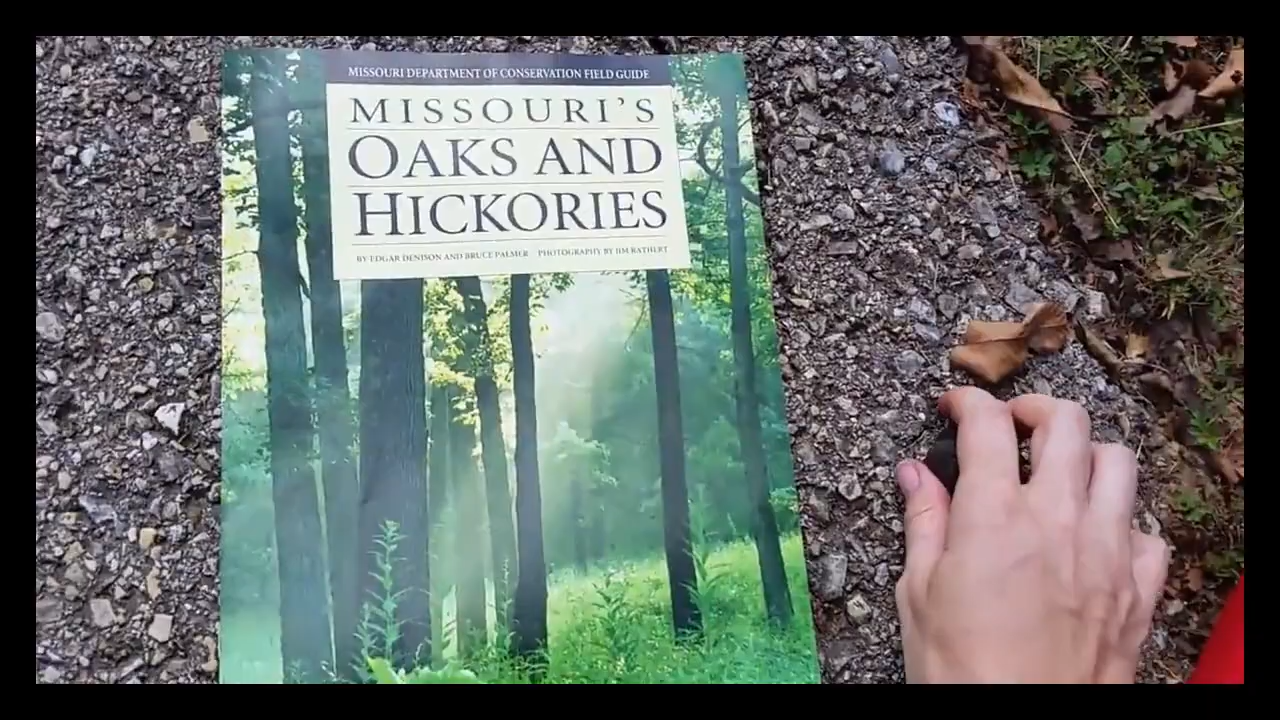 MISSOURI DEPARTMENT OF CONSERVATION FIELD GUIDE
MISSOURI'S
OAKS AND
HICKORIES
BY EDGAR DENISON AND BRUCE PALMER PHOTOGRAPHY BY JIM RATHERT